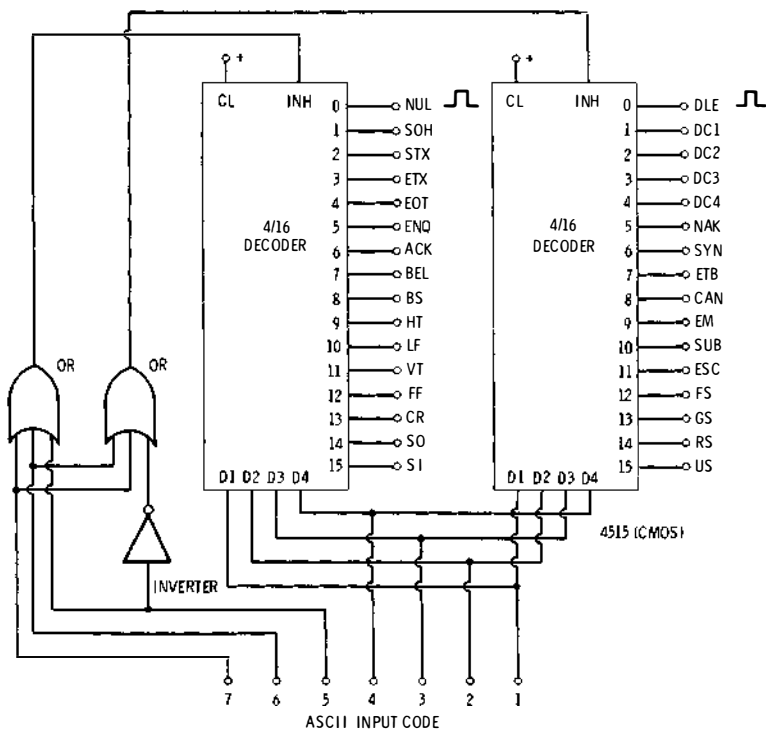 + +
CL INH
0 NUL
1 SOH
2 STX
3 ETX
4 EOT
5 ENQ
6 ACK
7 BEL
8 BS
9 HT
10 LF
11 VT
12 FF
13 CR
14 SO
15 SI
4/16
DECODER
D1 D2 D3 D4
CL INH
0 DLE
1 DC1
2 DC2
3 DC3
4 DC4
5 NAK
6 SYN
7 ETB
8 CAN
9 EM
10 SUB
11 ESC
12 FS
13 GS
14 RS
15 US
4/16
DECODER
D1 D2 D3 D4
4515 (CMOS)
OR OR
INVERTER
7 6 5 4 3 2 1
ASCII INPUT CODE